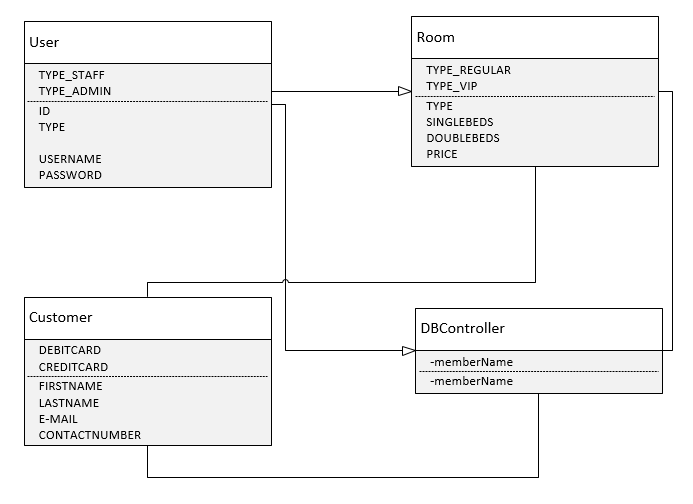 User
TYPE_STAFF
TYPE_ADMIN
ID
TYPE
USERNAME
PASSWORD
Room
TYPE_REGULAR
TYPE_VIP
TYPE
SINGLEBEDS
DOUBLEBEDS
PRICE
Customer
DEBITCARD
CREDITCARD
FIRSTNAME
LASTNAME
E-MAIL
CONTACTNUMBER
DBController
-memberName
-memberName